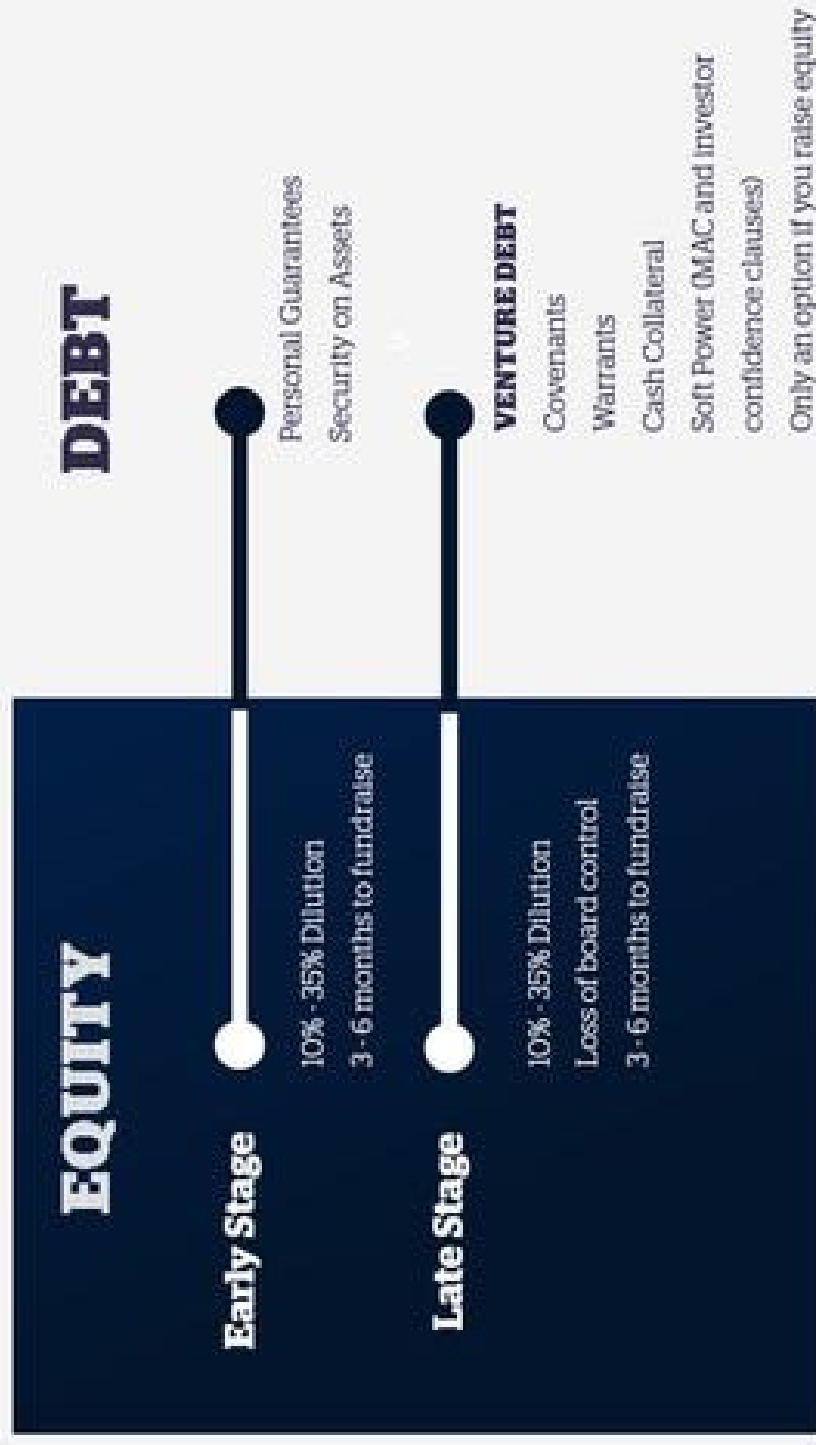 EQUITY
DEBT
Early Stage
10% - 35% Dilution
3 - 6 months to fundraise
Personal Guarantees
Security on Assets
Late Stage
10% - 35% Dilution
Loss of board control
3 - 6 months to fundraise
VENTURE DEBT
Covenants
Warrants
Cash Collateral
Soft Power (MAC and investor
confidence clauses)
Only an option if you raise equity